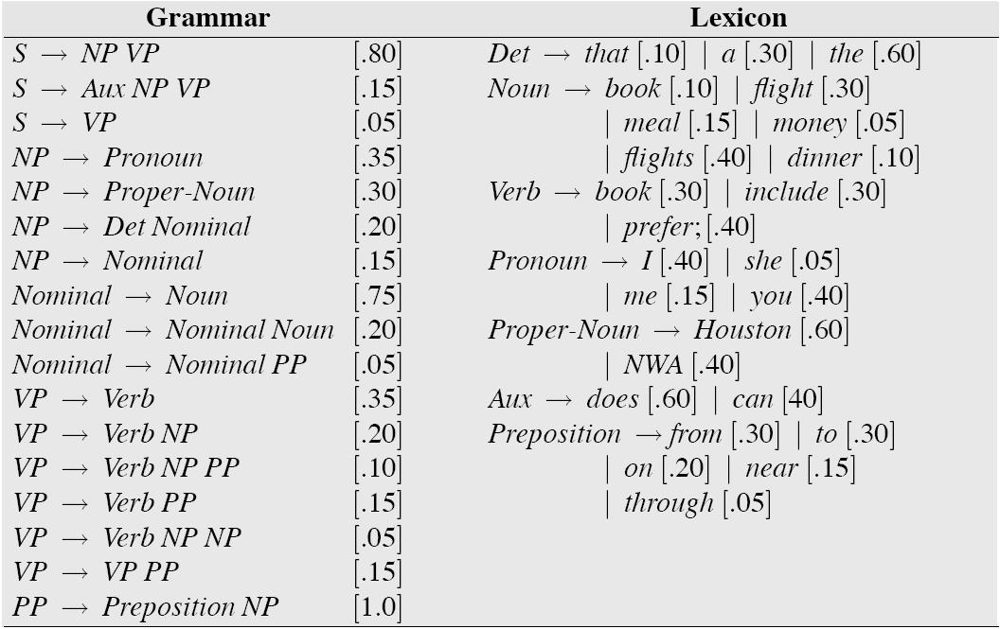 Grammar Lexicon
S → NP VP [.80] Det → that [.10] | a [.30] | the [.60]
S → Aux NP VP [.15] Noun → book [.10] | flight [.30]
S → VP [.05] | meal [.15] | money [.05]
NP → Pronoun [.35] | flights [.40] | dinner [.10]
NP → Proper-Noun [.30] Verb → book [.30] | include [.30]
NP → Det Nominal [.20] | prefer; [.40]
NP → Nominal [.15] Pronoun → I [.40] | she [.05]
Nominal → Noun [.75] | me [.15] | you [.40]
Nominal → Nominal Noun [.20] Proper-Noun → Houston [.60]
Nominal → Nominal PP [.05] | NWA [.40]
VP → Verb [.35] Aux → does [.60] | can [40]
VP → Verb NP [.20] Preposition → from [.30] | to [.30]
VP → Verb NP PP [.10] | on [.20] | near [.15]
VP → Verb PP [.15] | through [.05]
VP → Verb NP NP [.05]
VP → VP PP [.15]
PP → Preposition NP [1.0]